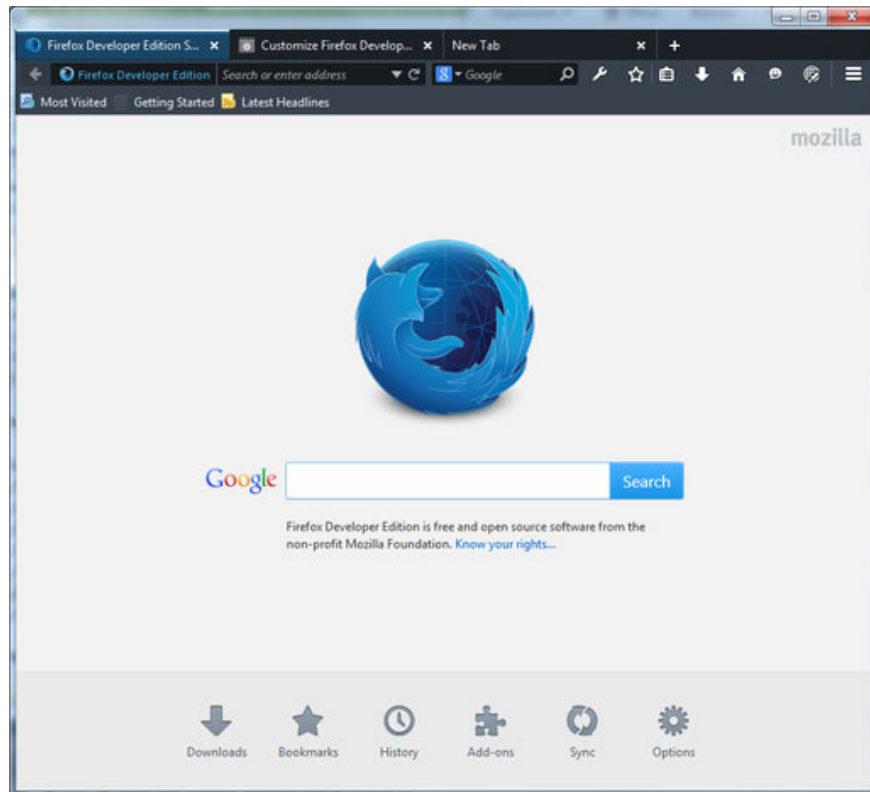 Firefox Developer Edition S... Customize Firefox Develop... New Tab
Firefox Developer Edition Search or enter address 8 Google
Most Visited Getting Started Latest Headlines
mozilla
Google Search
Firefox Developer Edition is free and open source software from the
non-profit Mozilla Foundation. Know your rights...
Downloads Bookmarks History Add-ons Sync Options